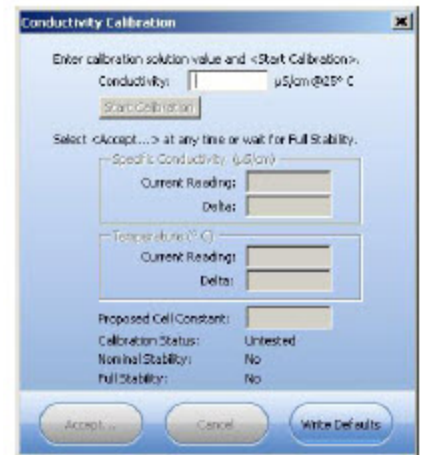 Conductivity Calibration
Enter calibration solution value and <Start Calibration>.
Conductivity: µS/cm @25° C
Start Calibration
Select <Accept...> at any time or wait for Full Stability.
Specific Conductivity (µS/cm)
Current Reading:
Delta:
Temperature (° C)
Current Reading:
Delta:
Proposed Cell Constant:
Calibration Status: Untested
Nominal Stability: No
Full Stability: No
Accept... Cancel Write Defaults